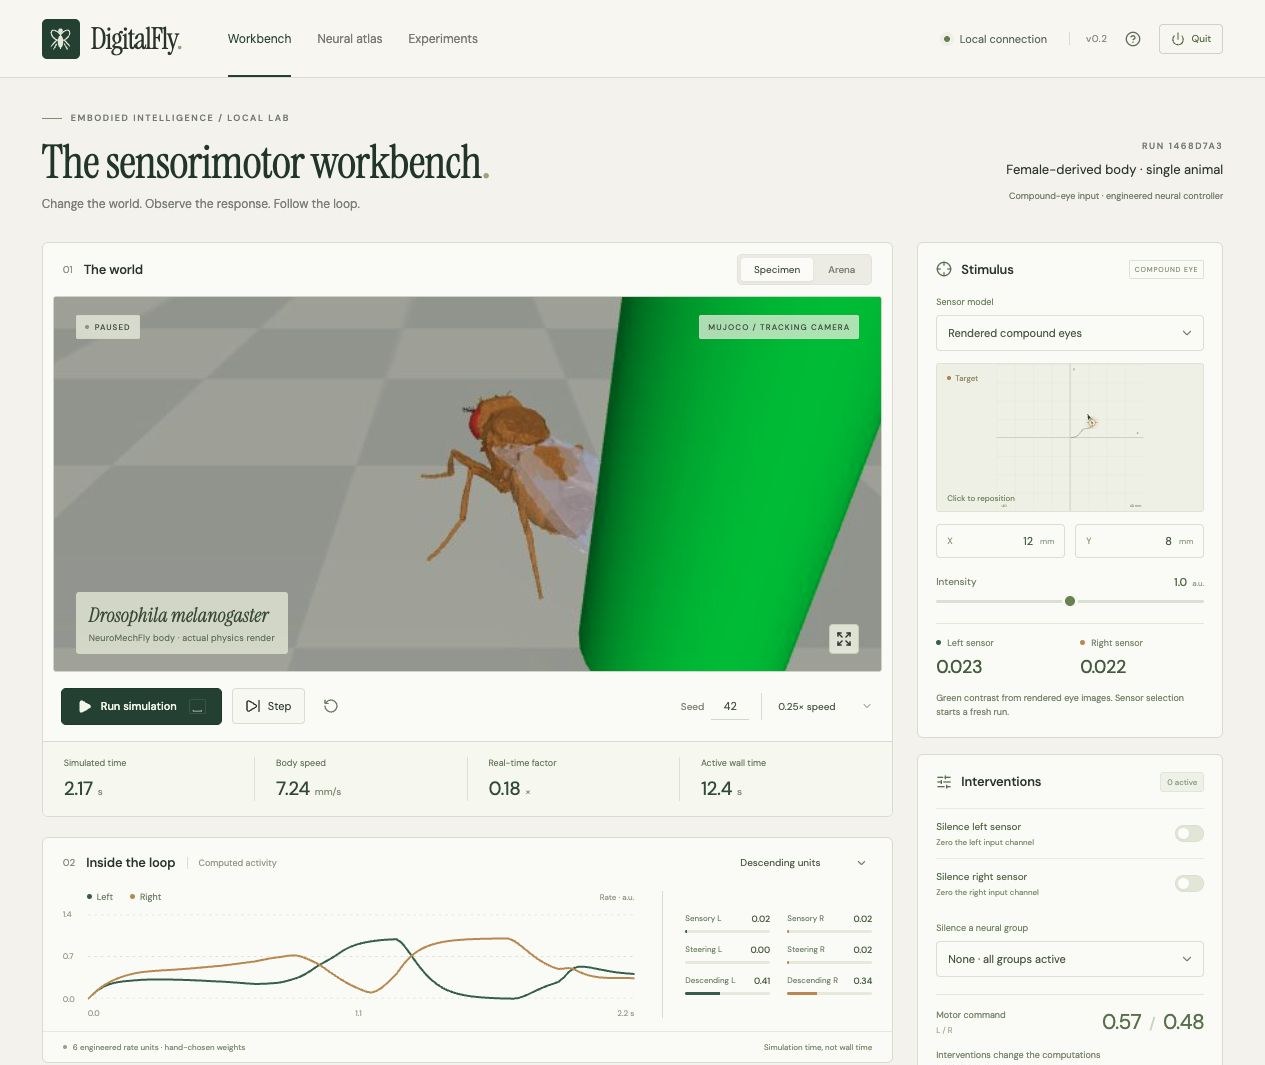 DigitalFly.
Workbench
Neural atlas
Experiments
Local connection
v0.2
Quit
EMBODIED INTELLIGENCE / LOCAL LAB
The sensorimotor workbench.
Change the world. Observe the response. Follow the loop.
RUN 1468D7A3
Female-derived body · single animal
Compound-eye input · engineered neural controller
01 The world
Specimen
Arena
PAUSED
MUJOCO / TRACKING CAMERA
Drosophila melanogaster
NeuroMechFly body · actual physics render
Run simulation
Step
Seed 42
0.25× speed
Simulated time
2.17 s
Body speed
7.24 mm/s
Real-time factor
0.18 ×
Active wall time
12.4 s
02 Inside the loop
Computed activity
Descending units
Left
Right
Rate · a.u.
1.4
0.7
0.0
0.0
1.1
2.2 s
Sensory L 0.02
Sensory R 0.02
Steering L 0.00
Steering R 0.02
Descending L 0.41
Descending R 0.34
6 engineered rate units · hand-chosen weights
Simulation time, not wall time
Stimulus
COMPOUND EYE
Sensor model
Rendered compound eyes
Target
Click to reposition
X 12 mm
Y 8 mm
Intensity
1.0 a.u.
Left sensor
0.023
Right sensor
0.022
Green contrast from rendered eye images. Sensor selection
starts a fresh run.
Interventions
0 active
Silence left sensor
Zero the left input channel
Silence right sensor
Zero the right input channel
Silence a neural group
None · all groups active
Motor command
L / R
0.57 / 0.48
Interventions change the computations